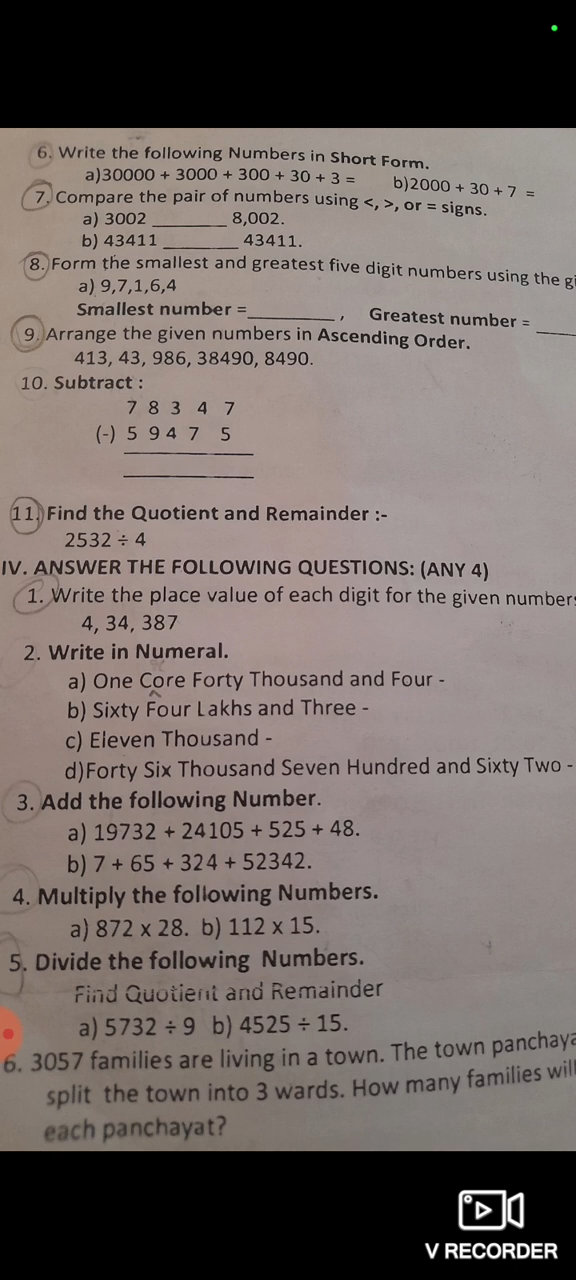 6. Write the following Numbers in Short Form.
a)30000 + 3000 + 300 + 30 + 3 = b)2000 + 30 + 7 =
7. Compare the pair of numbers using <, >, or = signs.
a) 3002 ________ 8,002.
b) 43411 ________ 43411.
8. Form the smallest and greatest five digit numbers using the gi
a) 9,7,1,6,4
Smallest number =_________ , Greatest number = ____
9. Arrange the given numbers in Ascending Order.
413, 43, 986, 38490, 8490.
10. Subtract :
7 8 3 4 7
(-) 5 9 4 7 5
11. Find the Quotient and Remainder :-
2532 ÷ 4
IV. ANSWER THE FOLLOWING QUESTIONS: (ANY 4)
1. Write the place value of each digit for the given numbers
4, 34, 387
2. Write in Numeral.
a) One Core Forty Thousand and Four -
b) Sixty Four Lakhs and Three -
c) Eleven Thousand -
d)Forty Six Thousand Seven Hundred and Sixty Two -
3. Add the following Number.
a) 19732 + 24105 + 525 + 48.
b) 7 + 65 + 324 + 52342.
4. Multiply the following Numbers.
a) 872 x 28. b) 112 x 15.
5. Divide the following Numbers.
Find Quotient and Remainder
a) 5732 ÷ 9 b) 4525 ÷ 15.
6. 3057 families are living in a town. The town panchaya
split the town into 3 wards. How many families will
each panchayat?
V RECORDER